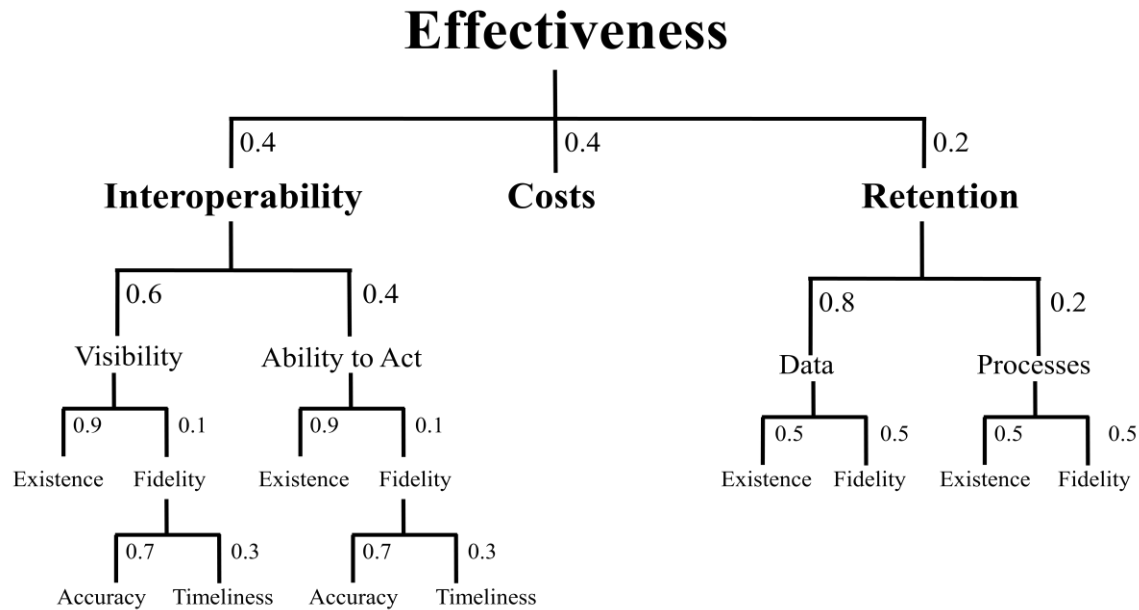 Effectiveness
0.4 0.4 0.2
Interoperability Costs Retention
0.6 0.4 0.8 0.2
Visibility Ability to Act Data Processes
0.9 0.1 0.9 0.1 0.5 0.5 0.5 0.5
Existence Fidelity Existence Fidelity Existence Fidelity Existence Fidelity
0.7 0.3 0.7 0.3
Accuracy Timeliness Accuracy Timeliness